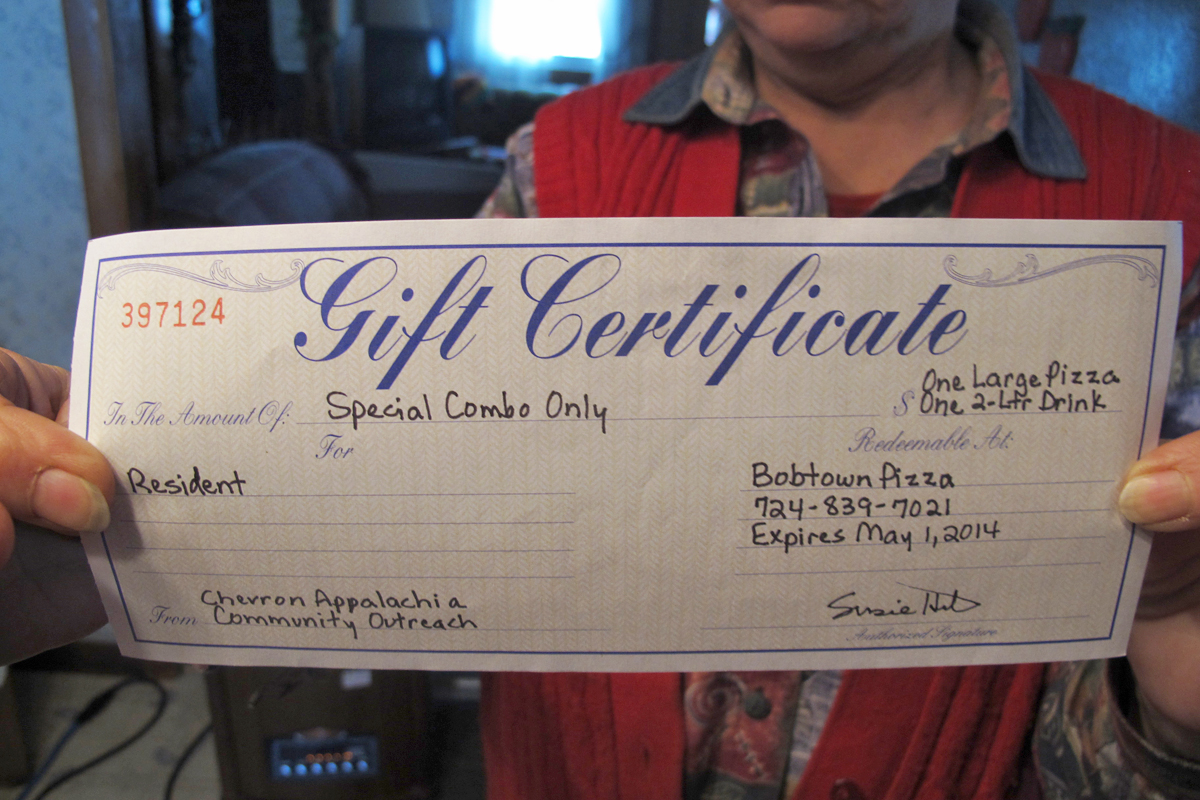 Gift Certificate
397124
In The Amount Of: Special Combo Only $ One Large Pizza
One 2-Ltr Drink
For
Resident
Redeemable At:
Bobtown Pizza
724-839-7021
Expires May 1, 2014
From Chevron Appalachia
Community Outreach
Susie
Authorized Signature